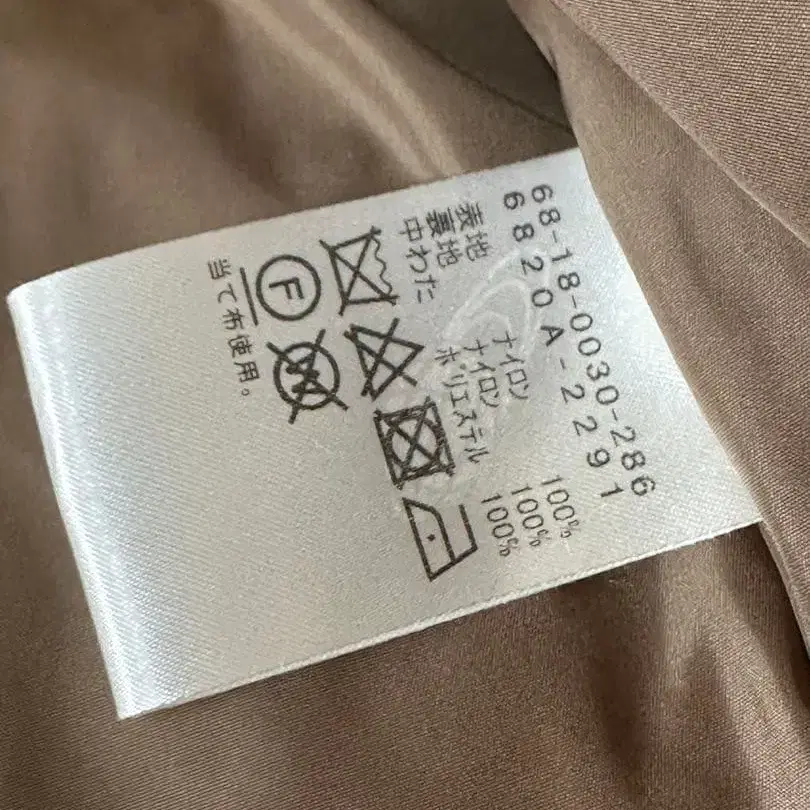 68-18-0030-286
6820A-2291
表地 ナイロン 100%
裏地 ナイロン 100%
中わた ポリエステル 100%
F
W
当て布使用。